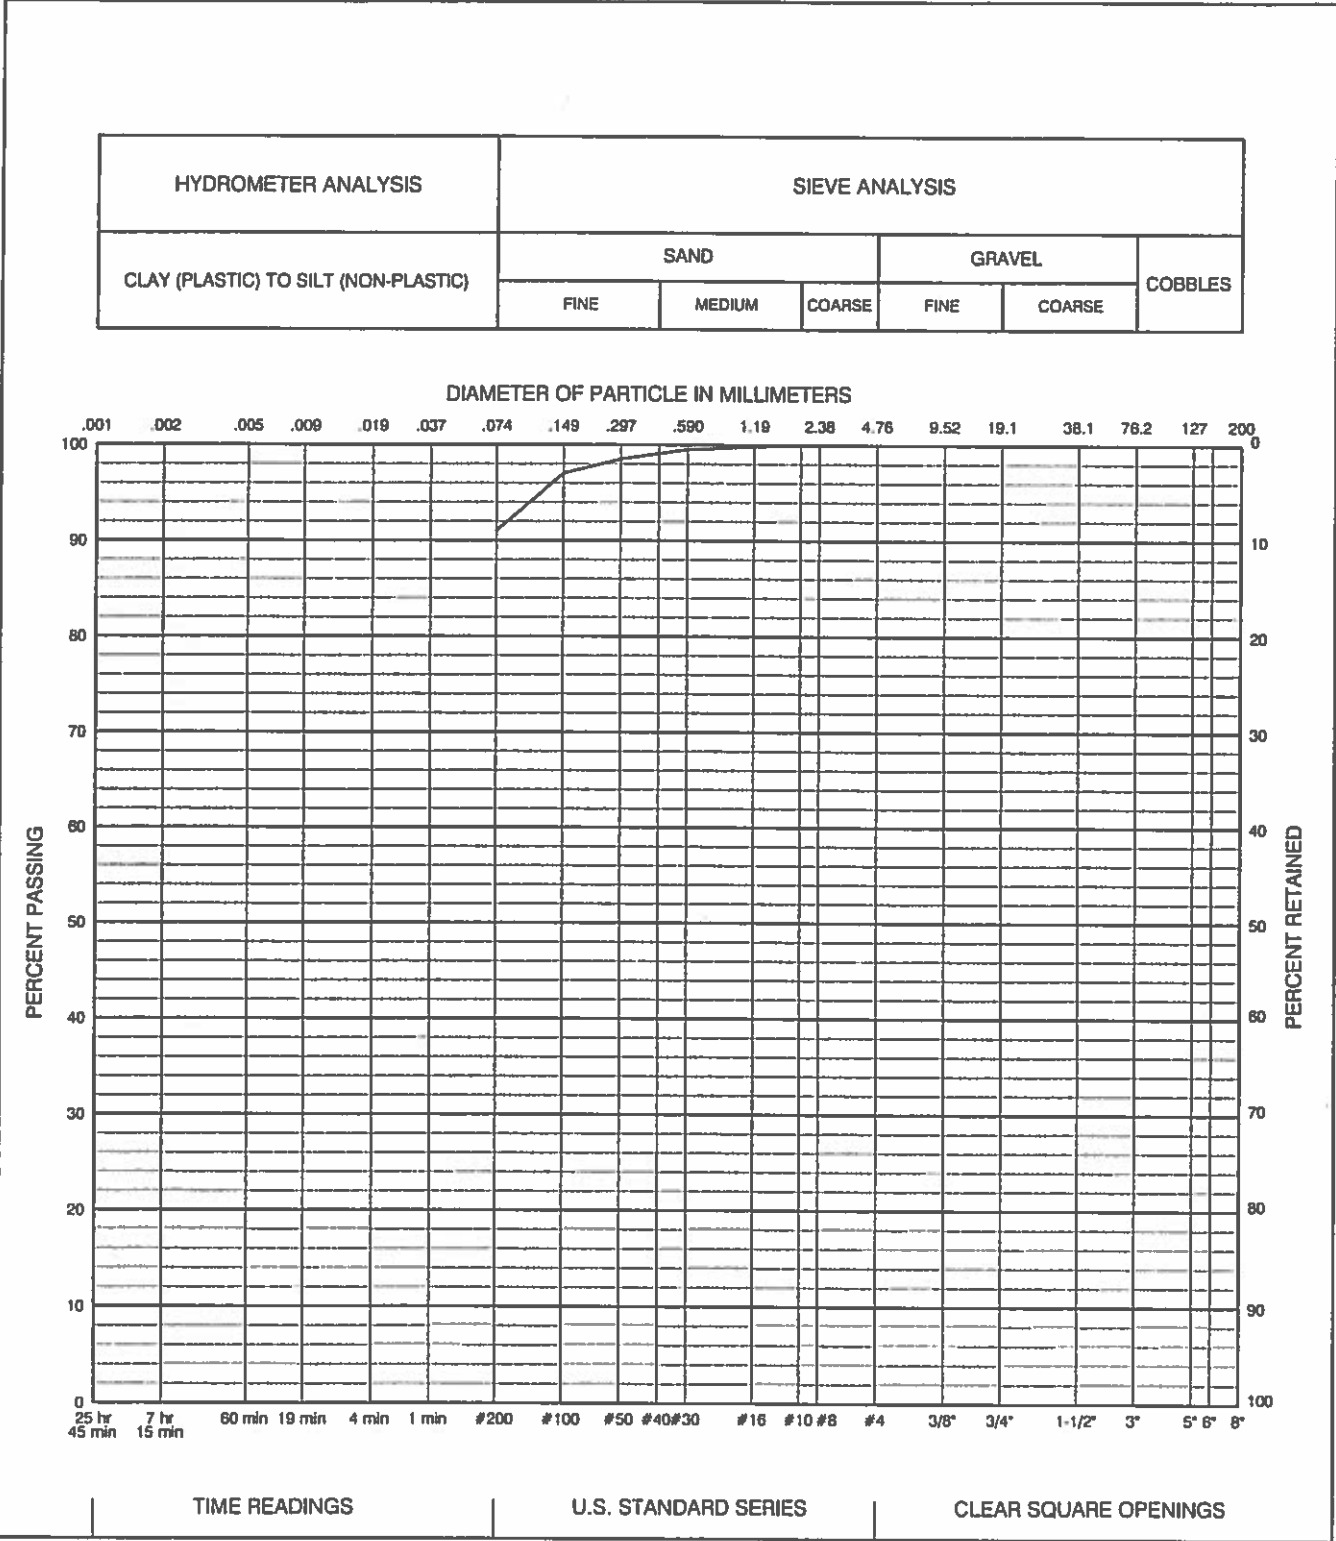 HYDROMETER ANALYSIS
SIEVE ANALYSIS
CLAY (PLASTIC) TO SILT (NON-PLASTIC)
SAND
GRAVEL
COBBLES
FINE
MEDIUM
COARSE
FINE
COARSE
DIAMETER OF PARTICLE IN MILLIMETERS
.001 .002 .005 .009 .019 .037 .074 .149 .297 .590 1.19 2.38 4.76 9.52 19.1 38.1 76.2 127 200
100 0
90 10
80 20
70 30
60 40
50 50
40 60
30 70
20 80
10 90
0 100
PERCENT PASSING
PERCENT RETAINED
25 hr 7 hr 60 min 19 min 4 min 1 min #200 #100 #50 #40 #30 #16 #10 #8 #4 3/8" 3/4" 1-1/2" 3" 5" 6" 8"
45 min 15 min
TIME READINGS
U.S. STANDARD SERIES
CLEAR SQUARE OPENINGS